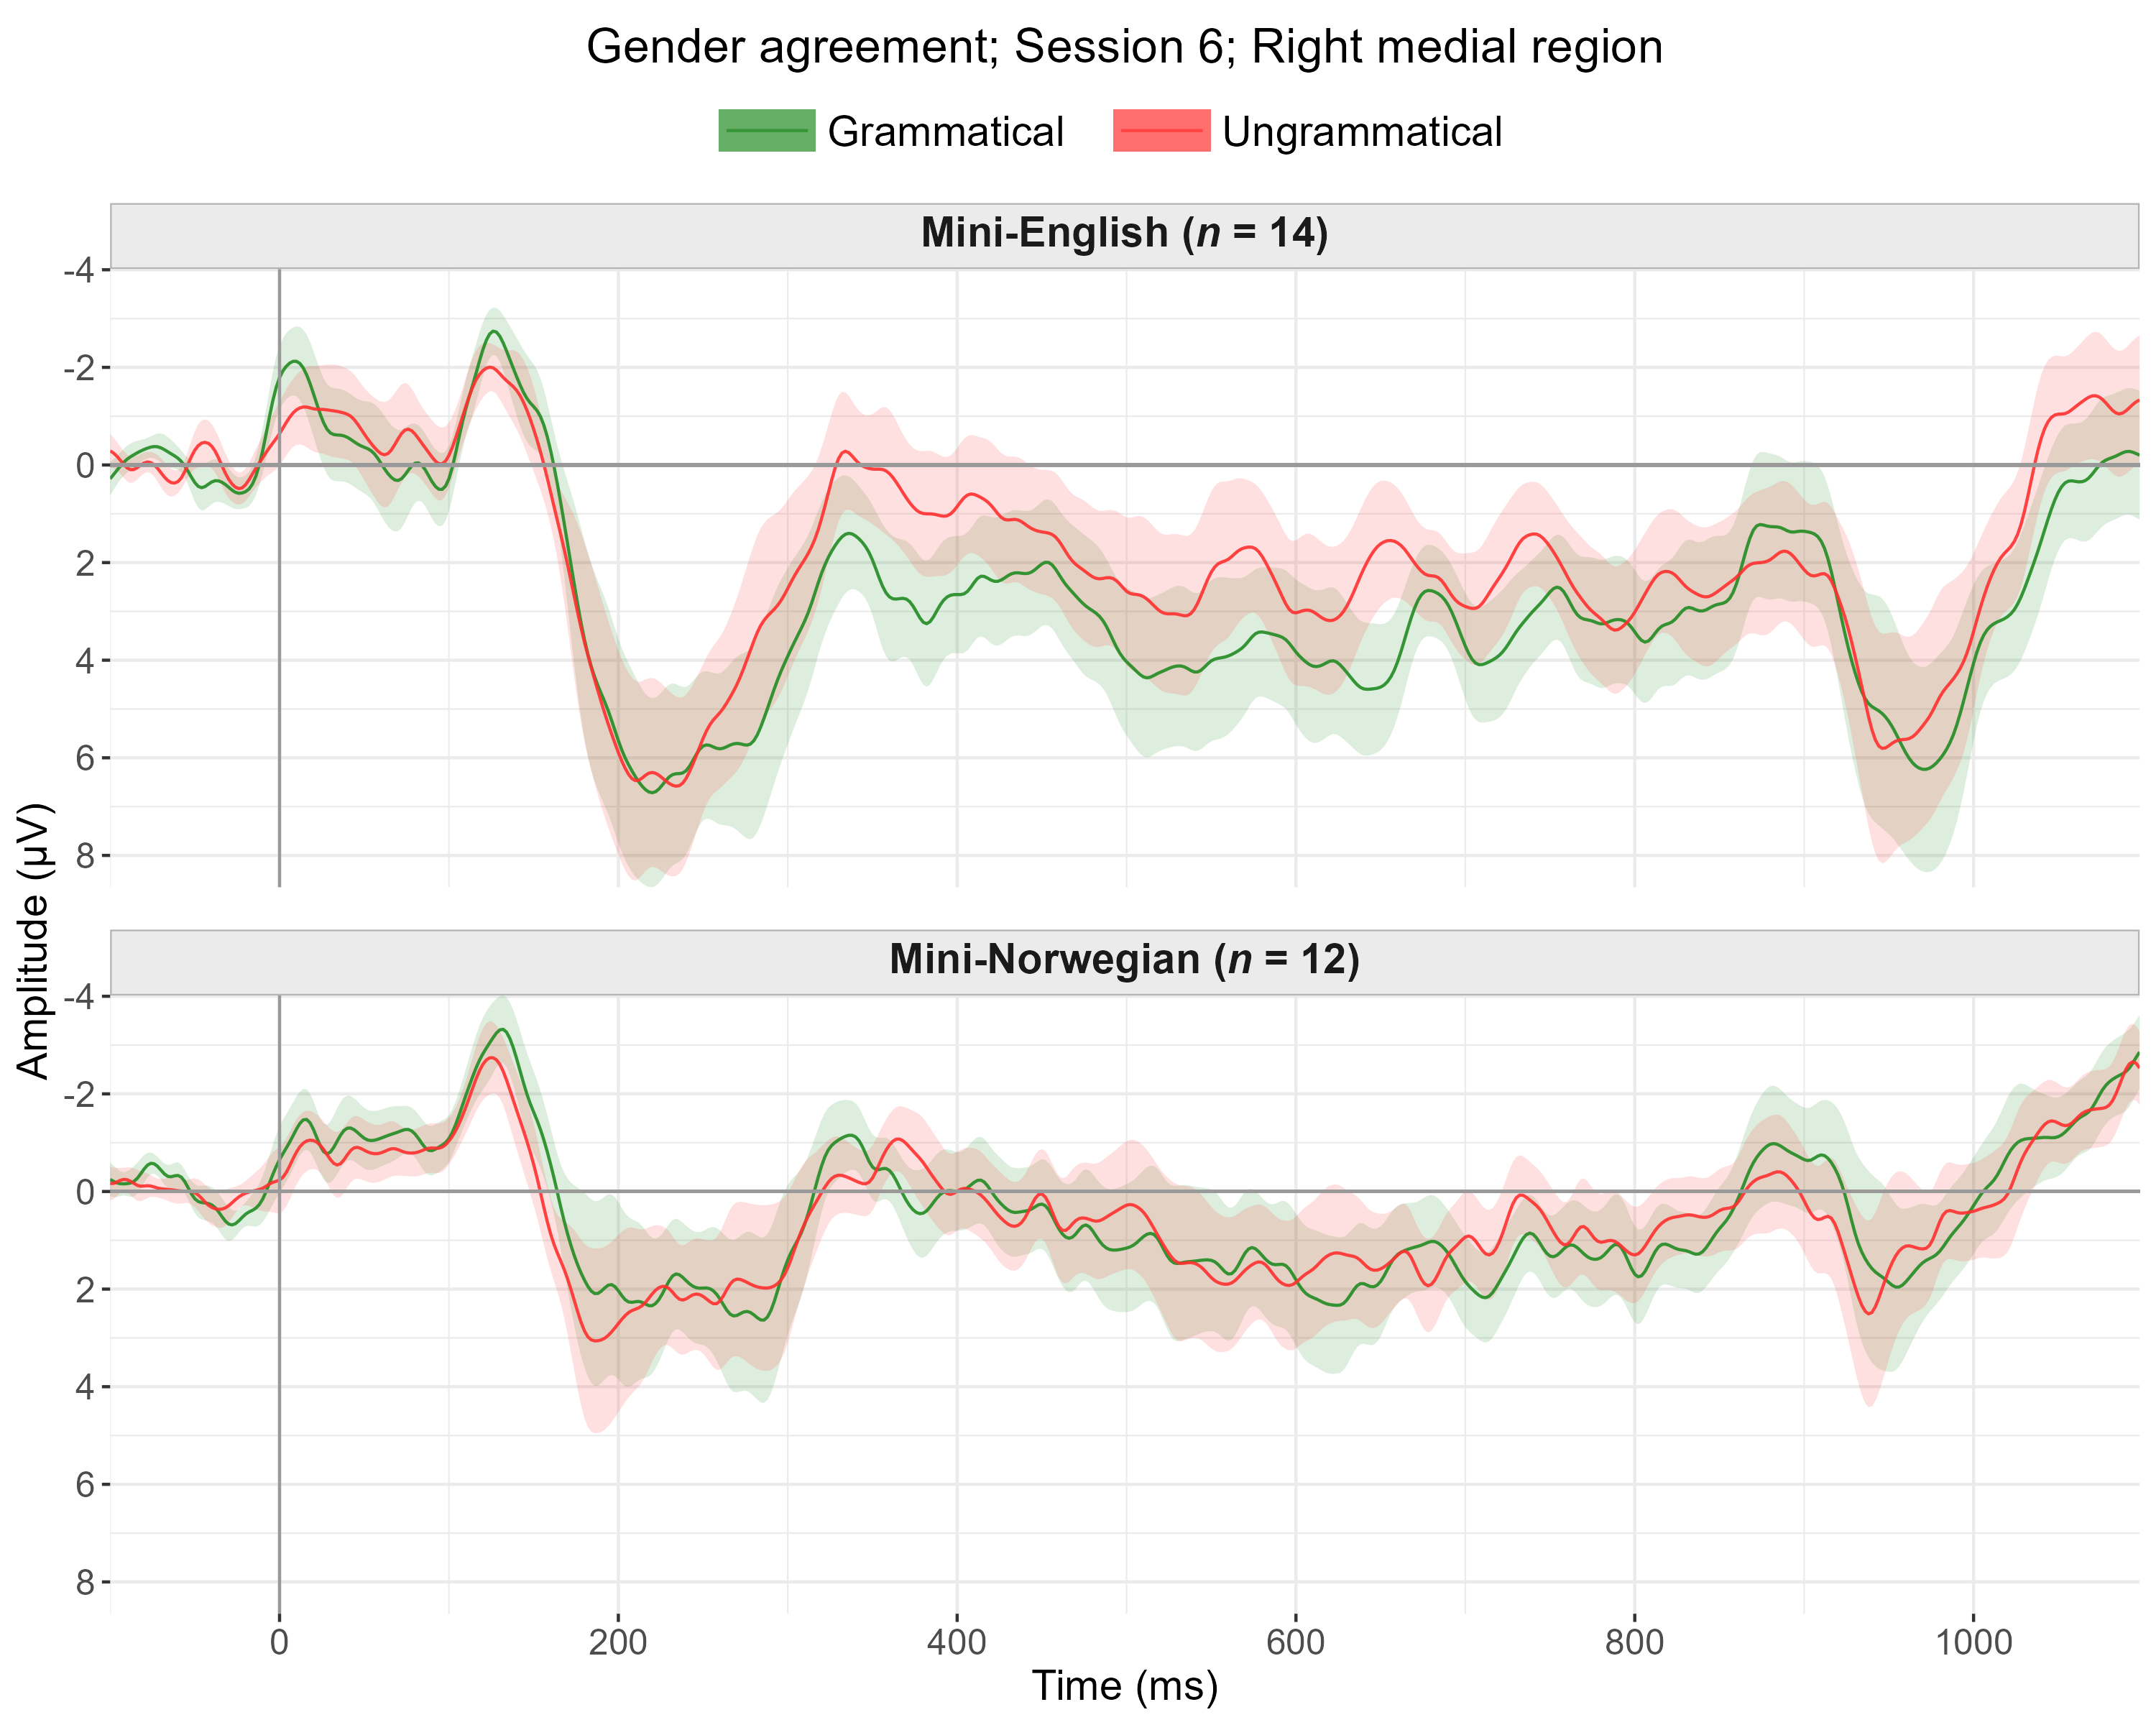 Gender agreement; Session 6; Right medial region
Grammatical
Ungrammatical
Mini-English (n = 14)
-4
-2
0
2
4
6
8
Mini-Norwegian (n = 12)
-4
-2
0
2
4
6
8
Amplitude (µV)
0 200 400 600 800 1000
Time (ms)